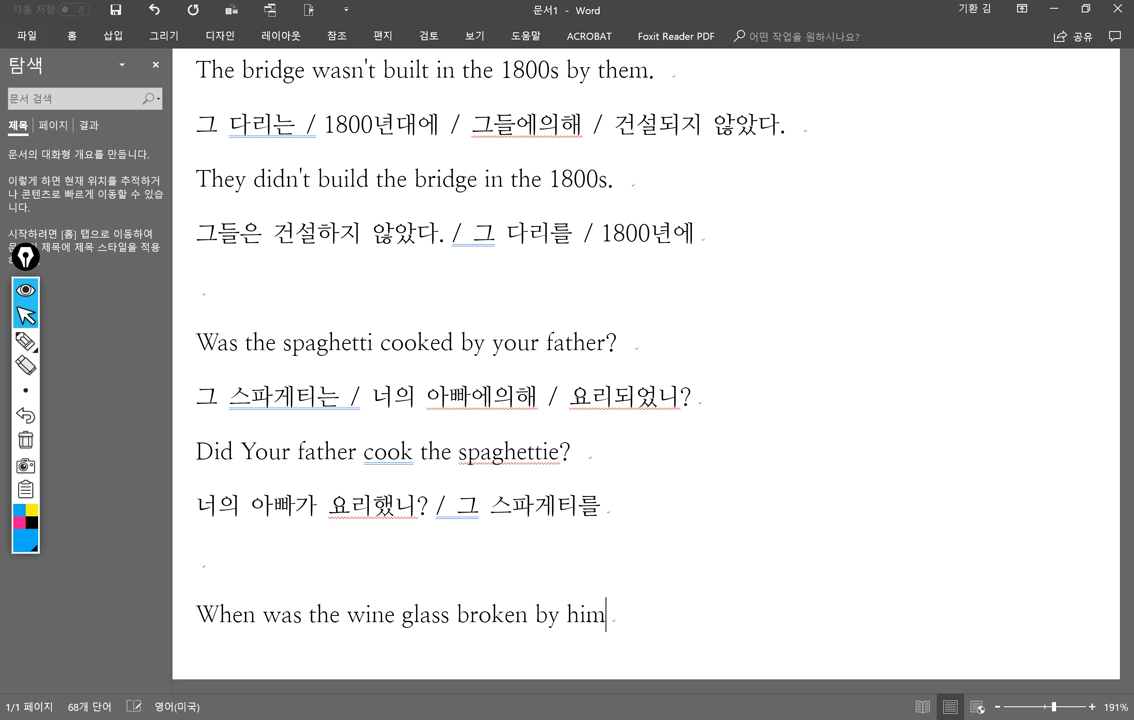 자동 저장
문서1 - Word
기환 김
파일 홈 삽입 그리기 디자인 레이아웃 참조 편지 검토 보기 도움말 ACROBAT Foxit Reader PDF 어떤 작업을 원하시나요? 공유
탐색
문서 검색
제목 페이지 결과
문서의 대화형 개요를 만듭니다.
이렇게 하면 현재 위치를 추적하거
나 콘텐츠로 빠르게 이동할 수 있습
니다.
시작하려면 [홈] 탭으로 이동하여
제목에 제목 스타일을 적용
The bridge wasn't built in the 1800s by them.
그 다리는 / 1800년대에 / 그들에의해 / 건설되지 않았다.
They didn't build the bridge in the 1800s.
그들은 건설하지 않았다. / 그 다리를 / 1800년에
Was the spaghetti cooked by your father?
그 스파게티는 / 너의 아빠에의해 / 요리되었니?
Did Your father cook the spaghettie?
너의 아빠가 요리했니? / 그 스파게티를
When was the wine glass broken by him
1/1 페이지 68개 단어 영어(미국) 191%